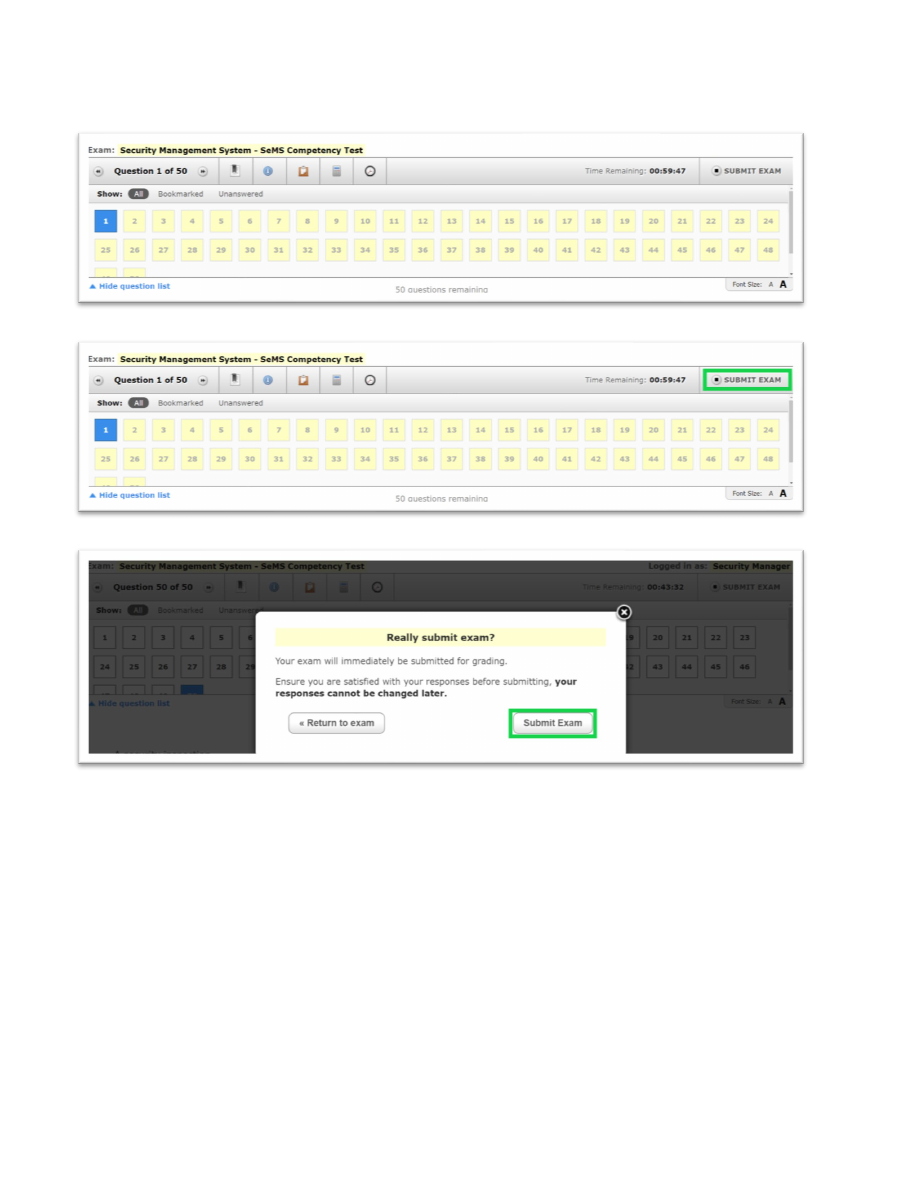 Exam: Security Management System - SeMS Competency Test
Question 1 of 50 Time Remaining: 00:59:47 SUBMIT EXAM
Show: All Bookmarked Unanswered
1 2 3 4 5 6 7 8 9 10 11 12 13 14 15 16 17 18 19 20 21 22 23 24
25 26 27 28 29 30 31 32 33 34 35 36 37 38 39 40 41 42 43 44 45 46 47 48
Hide question list 50 questions remaining Font Size: A A
Exam: Security Management System - SeMS Competency Test
Question 1 of 50 Time Remaining: 00:59:47 SUBMIT EXAM
Show: All Bookmarked Unanswered
1 2 3 4 5 6 7 8 9 10 11 12 13 14 15 16 17 18 19 20 21 22 23 24
25 26 27 28 29 30 31 32 33 34 35 36 37 38 39 40 41 42 43 44 45 46 47 48
Hide question list 50 questions remaining Font Size: A A
Exam: Security Management System - SeMS Competency Test Logged in as: Security Manager
Question 50 of 50 Time Remaining: 00:43:32 SUBMIT EXAM
Show: All Bookmarked Unanswered
1 2 3 4 5 6 20 21 22 23
24 25 26 27 28 43 44 45 46
Hide question list Font Size: A A
Really submit exam?
Your exam will immediately be submitted for grading.
Ensure you are satisfied with your responses before submitting, your
responses cannot be changed later.
« Return to exam Submit Exam